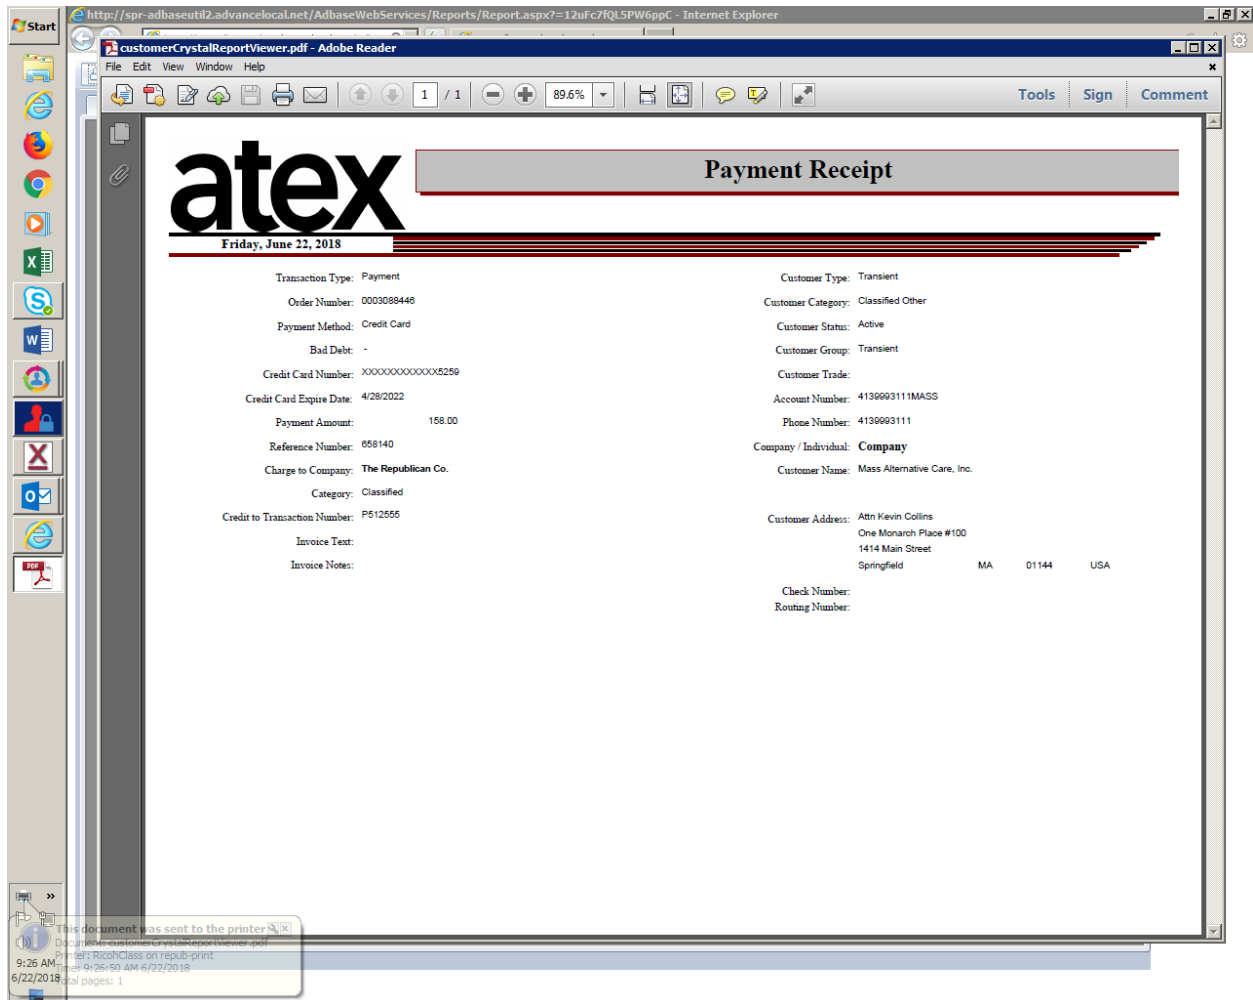 http://spr-adbaseutil2.advancelocal.net/AdbaseWebServices/Reports/Report.aspx?=12uFc7fQL5PW6ppC - Internet Explorer
Start
customerCrystalReportViewer.pdf - Adobe Reader
File Edit View Window Help
1 / 1 89.6% Tools Sign Comment
atex
Payment Receipt
Friday, June 22, 2018
Transaction Type: Payment Customer Type: Transient
Order Number: 0003088446 Customer Category: Classified Other
Payment Method: Credit Card Customer Status: Active
Bad Debt: - Customer Group: Transient
Credit Card Number: XXXXXXXXXXXX5259 Customer Trade:
Credit Card Expire Date: 4/28/2022 Account Number: 4139993111MASS
Payment Amount: 158.00 Phone Number: 4139993111
Reference Number: 658140 Company / Individual: Company
Charge to Company: The Republican Co. Customer Name: Mass Alternative Care, Inc.
Category: Classified
Credit to Transaction Number: P512555 Customer Address: Attn Kevin Collins
One Monarch Place #100
Invoice Text:
1414 Main Street
Invoice Notes: Springfield MA 01144 USA
Check Number:
Routing Number:
This document was sent to the printer
Document: customerCrystalReportViewer.pdf
Printer: RicohClass on repub-print
Time: 9:26:50 AM 6/22/2018
Total pages: 1
9:26 AM
6/22/2018